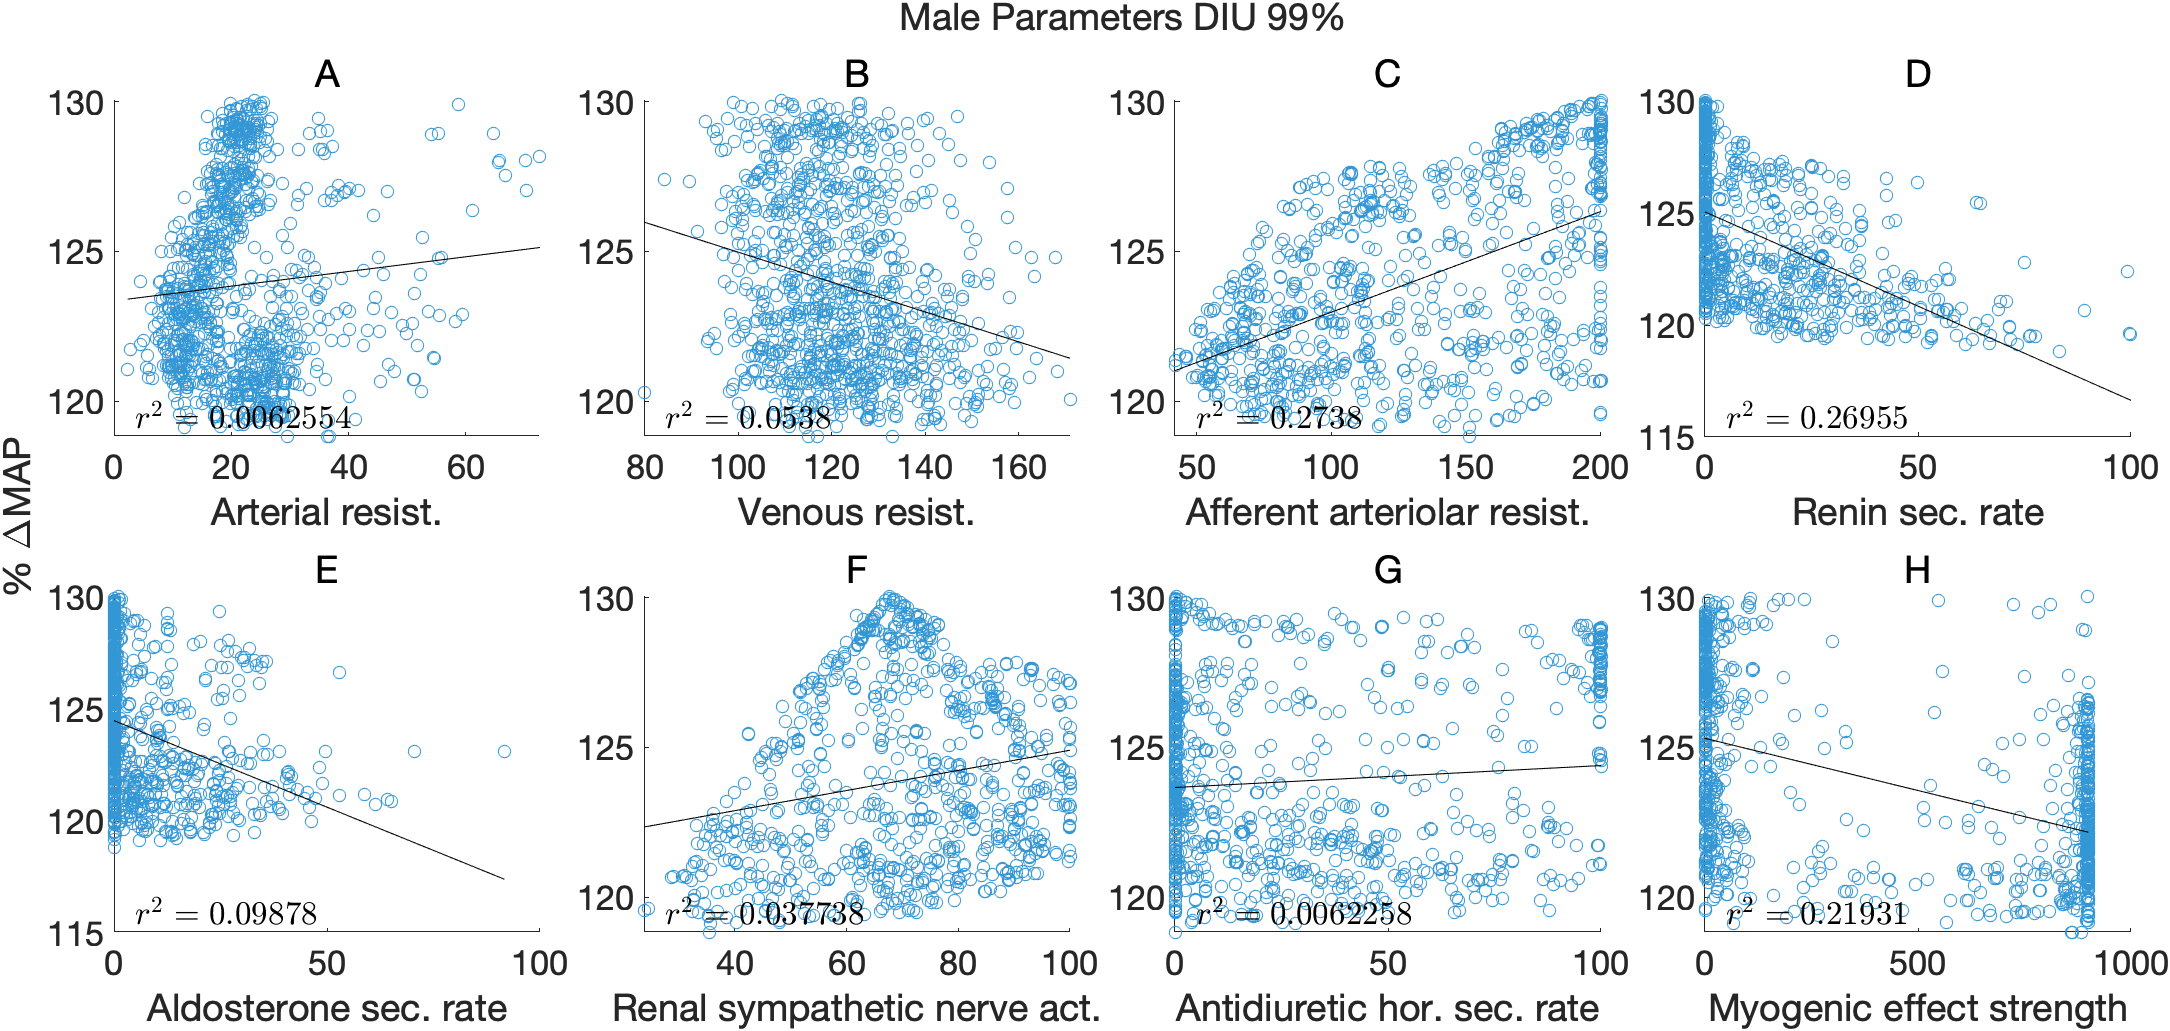 Male Parameters DIU 99%
% ΔMAP
A
130
125
120
r² = 0.0062554
0 20 40 60
Arterial resist.
B
130
125
120
r² = 0.0538
80 100 120 140 160
Venous resist.
C
130
125
120
r² = 0.2738
50 100 150 200
Afferent arteriolar resist.
D
130
125
120
115
r² = 0.26955
0 50 100
Renin sec. rate
E
130
125
120
115
r² = 0.09878
0 50 100
Aldosterone sec. rate
F
130
125
120
r² = 0.037738
40 60 80 100
Renal sympathetic nerve act.
G
130
125
120
r² = 0.0062258
0 50 100
Antidiuretic hor. sec. rate
H
130
125
120
r² = 0.21931
0 500 1000
Myogenic effect strength